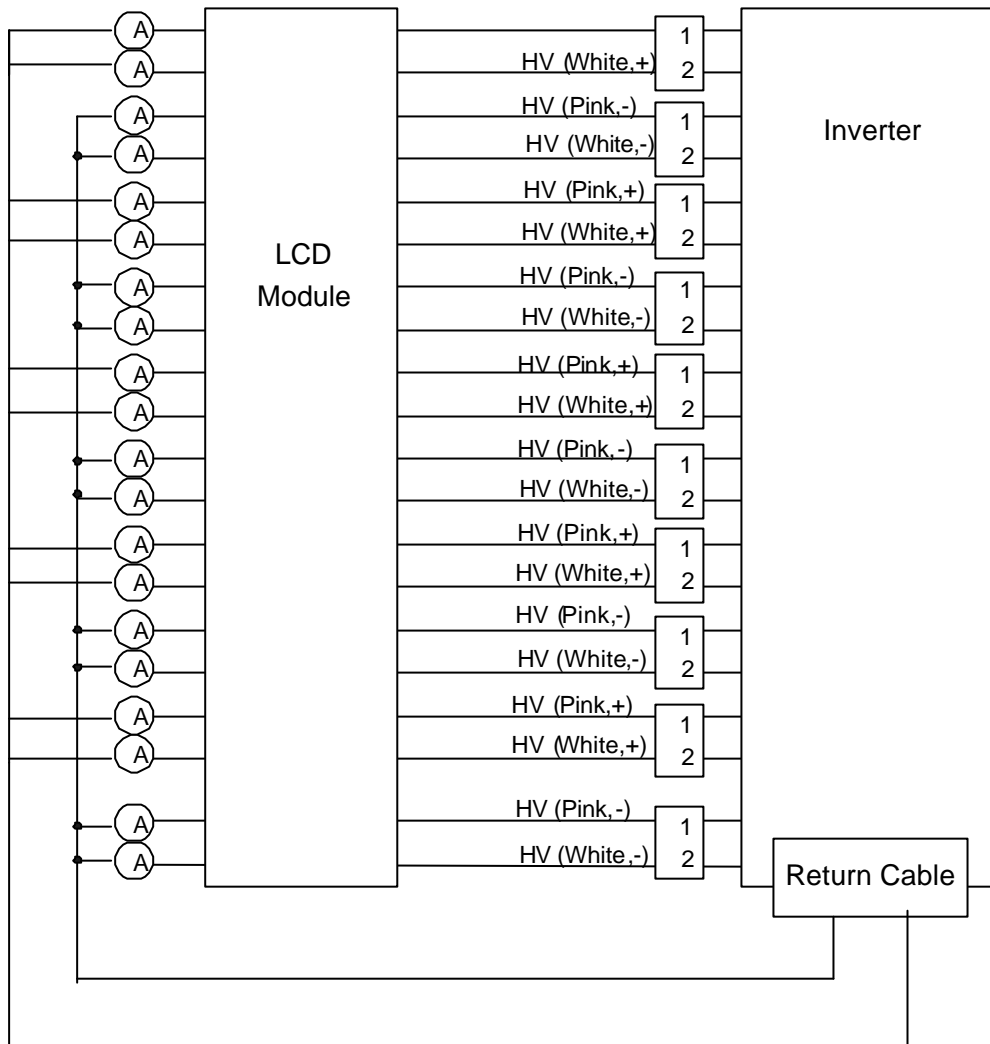 A
1
A
HV (White,+)
2
A
HV (Pink,-)
1
A
HV (White,-)
2
Inverter
A
HV (Pink,+)
1
A
HV (White,+)
2
LCD
Module
A
HV (Pink,-)
1
A
HV (White,-)
2
A
HV (Pink,+)
1
A
HV (White,+)
2
A
HV (Pink,-)
1
A
HV (White,-)
2
A
HV (Pink,+)
1
A
HV (White,+)
2
A
HV (Pink,-)
1
A
HV (White,-)
2
A
HV (Pink,+)
1
A
HV (White,+)
2
A
HV (Pink,-)
1
A
HV (White,-)
2
Return Cable